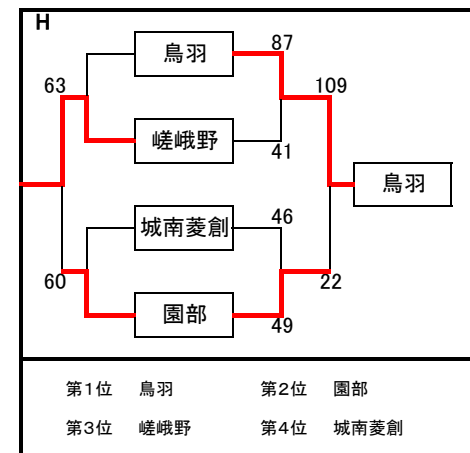 H
鳥羽 87
63 109
嵯峨野 41
鳥羽
城南菱創 46
60 22
園部 49
第1位 鳥羽 第2位 園部
第3位 嵯峨野 第4位 城南菱創